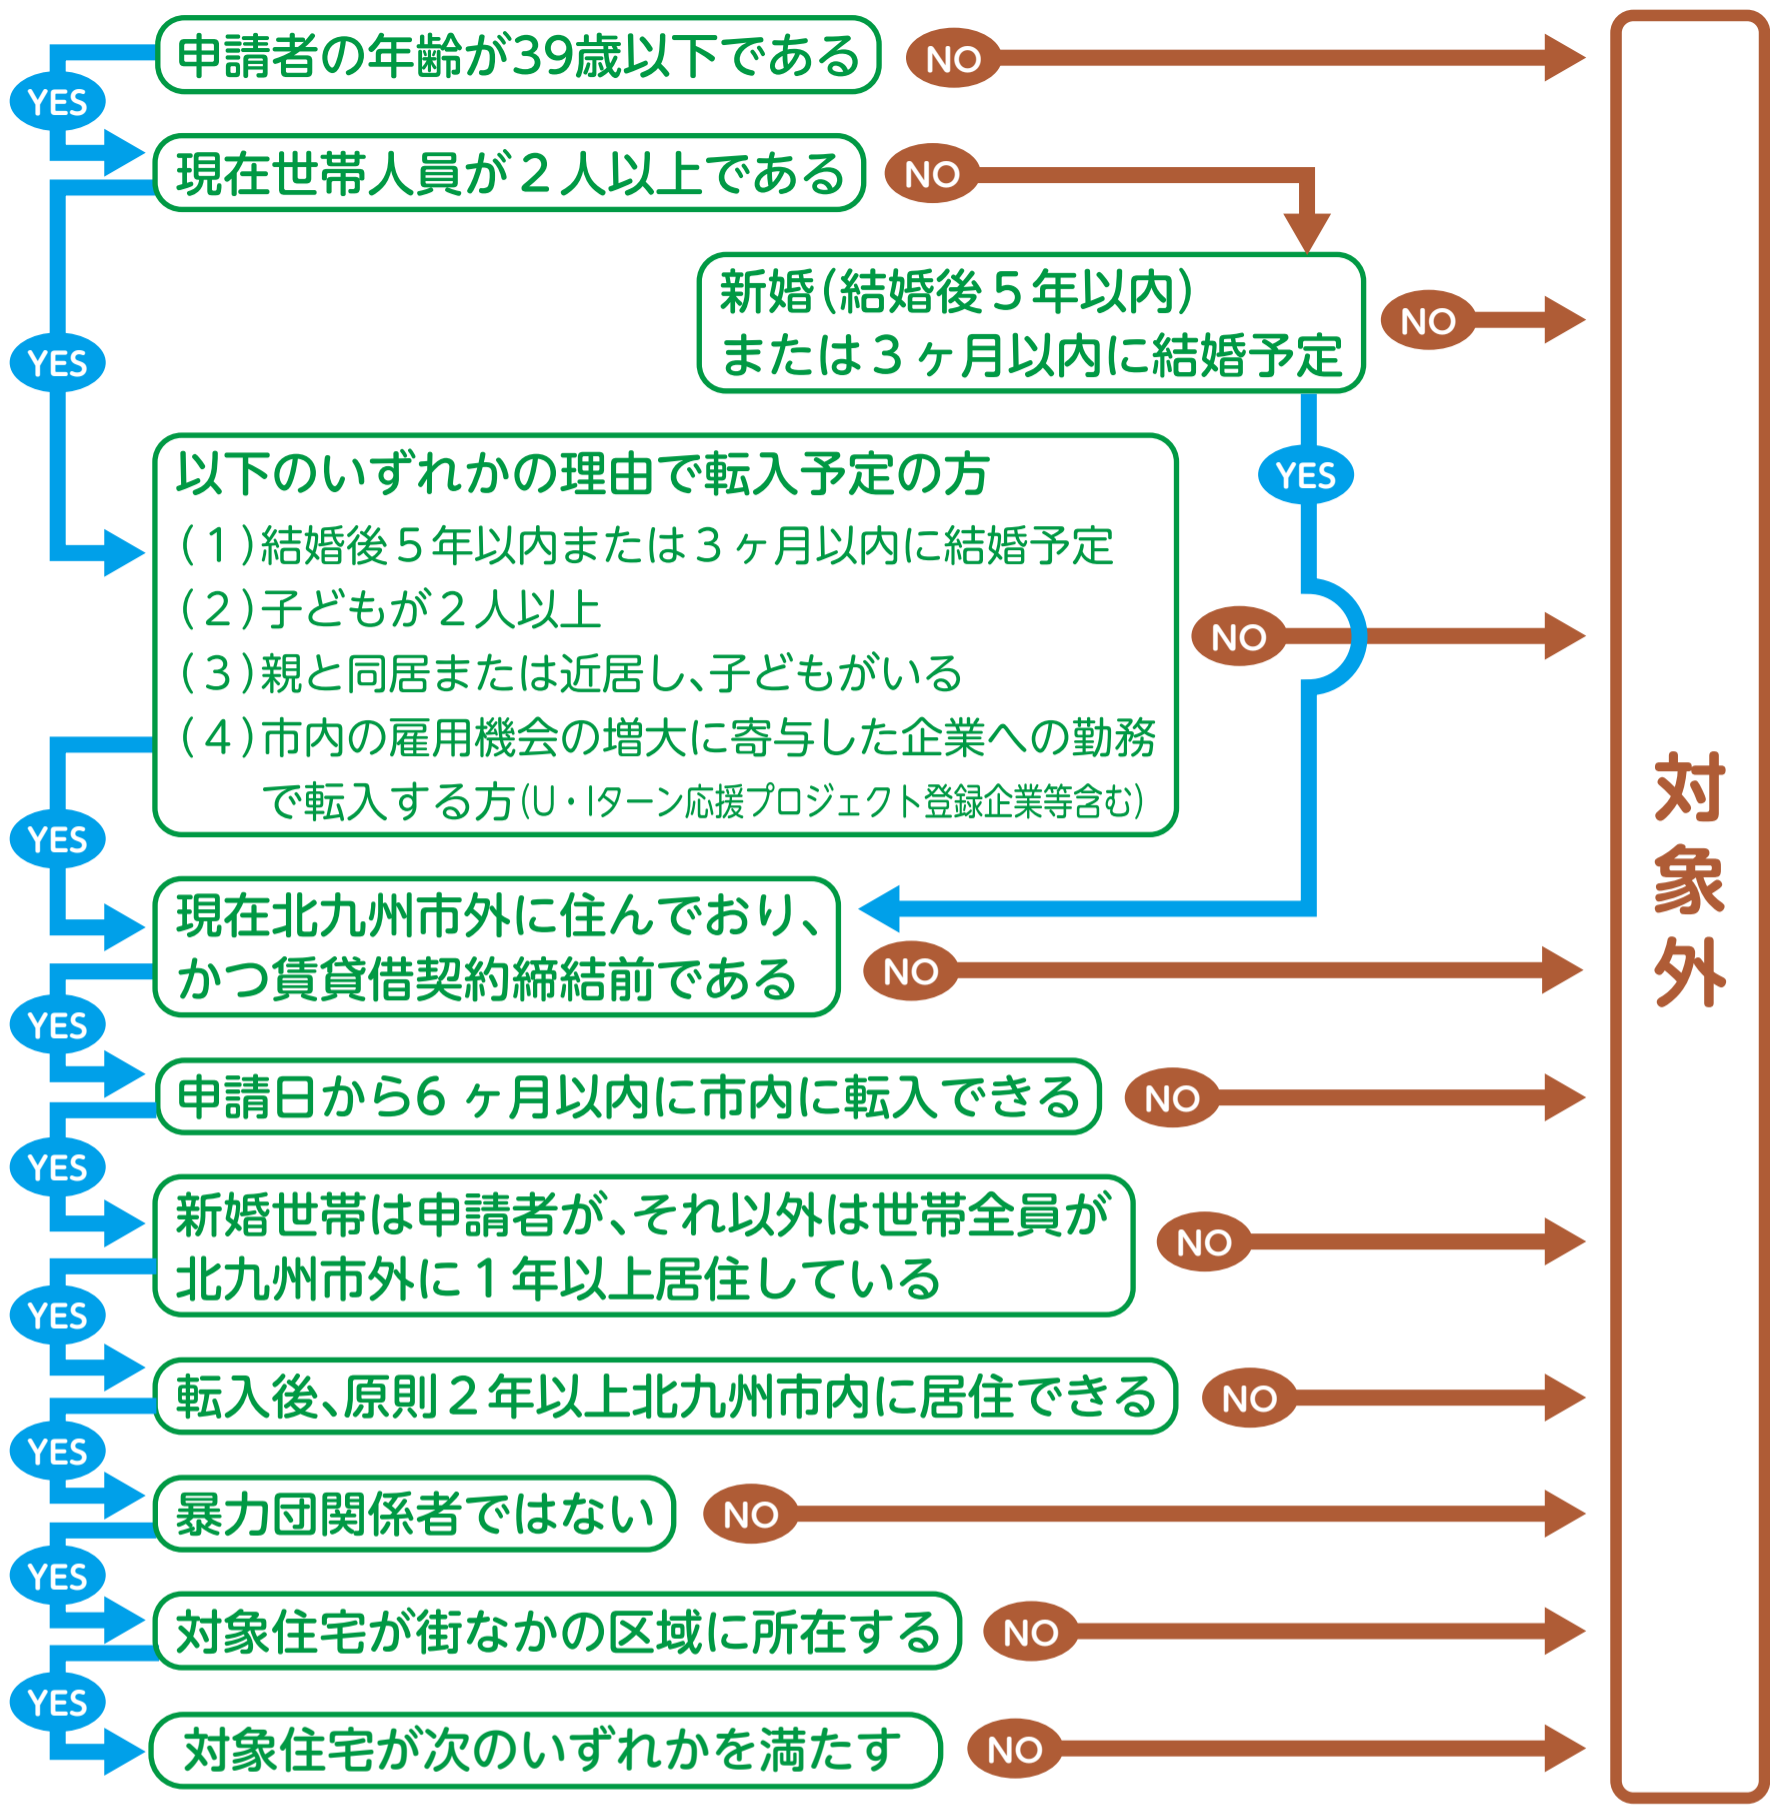 申請者の年齢が39歳以下である
NO
YES
現在世帯人員が２人以上である
NO
新婚(結婚後５年以内)
または３ヶ月以内に結婚予定
NO
YES
以下のいずれかの理由で転入予定の方
(１)結婚後５年以内または３ヶ月以内に結婚予定
(２)子どもが２人以上
(３)親と同居または近居し、子どもがいる
(４)市内の雇用機会の増大に寄与した企業への勤務
で転入する方(U・Iターン応援プロジェクト登録企業等含む)
YES
NO
YES
現在北九州市外に住んでおり、
かつ賃貸借契約締結前である
NO
YES
申請日から６ヶ月以内に市内に転入できる
NO
YES
新婚世帯は申請者が、それ以外は世帯全員が
北九州市外に１年以上居住している
NO
YES
転入後、原則２年以上北九州市内に居住できる
NO
YES
暴力団関係者ではない
NO
YES
対象住宅が街なかの区域に所在する
NO
YES
対象住宅が次のいずれかを満たす
NO
対象外